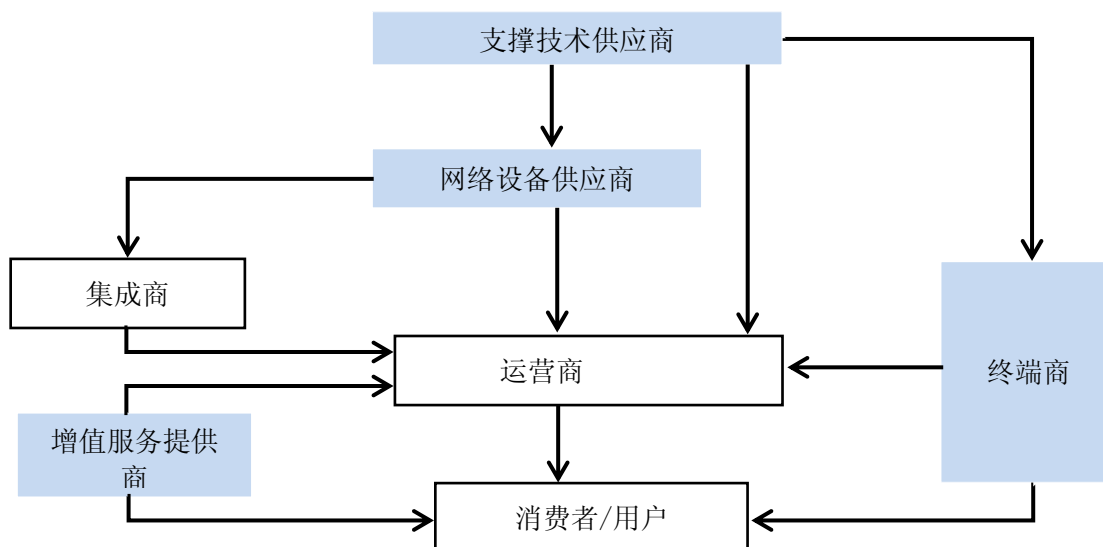 支撑技术供应商
网络设备供应商
集成商
运营商
终端商
增值服务提供
商
消费者/用户